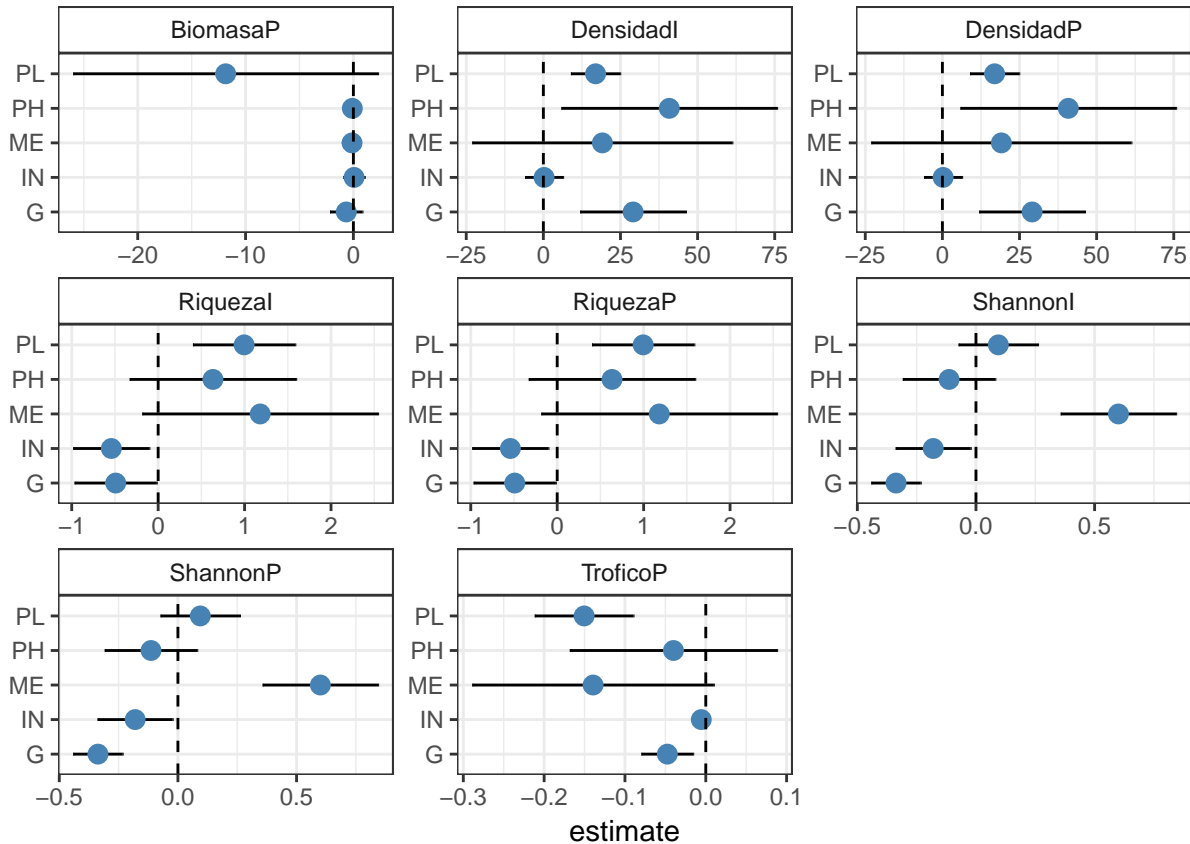 BiomasaP DensidadI DensidadP
PL PL PL
PH PH PH
ME ME ME
IN IN IN
G G G
−20 −10 0 −25 0 25 50 75 −25 0 25 50 75
RiquezaI RiquezaP ShannonI
PL PL PL
PH PH PH
ME ME ME
IN IN IN
G G G
−1 0 1 2 −1 0 1 2 −0.5 0.0 0.5
ShannonP TroficoP
PL PL
PH PH
ME ME
IN IN
G G
−0.5 0.0 0.5 −0.3 −0.2 −0.1 0.0 0.1
estimate